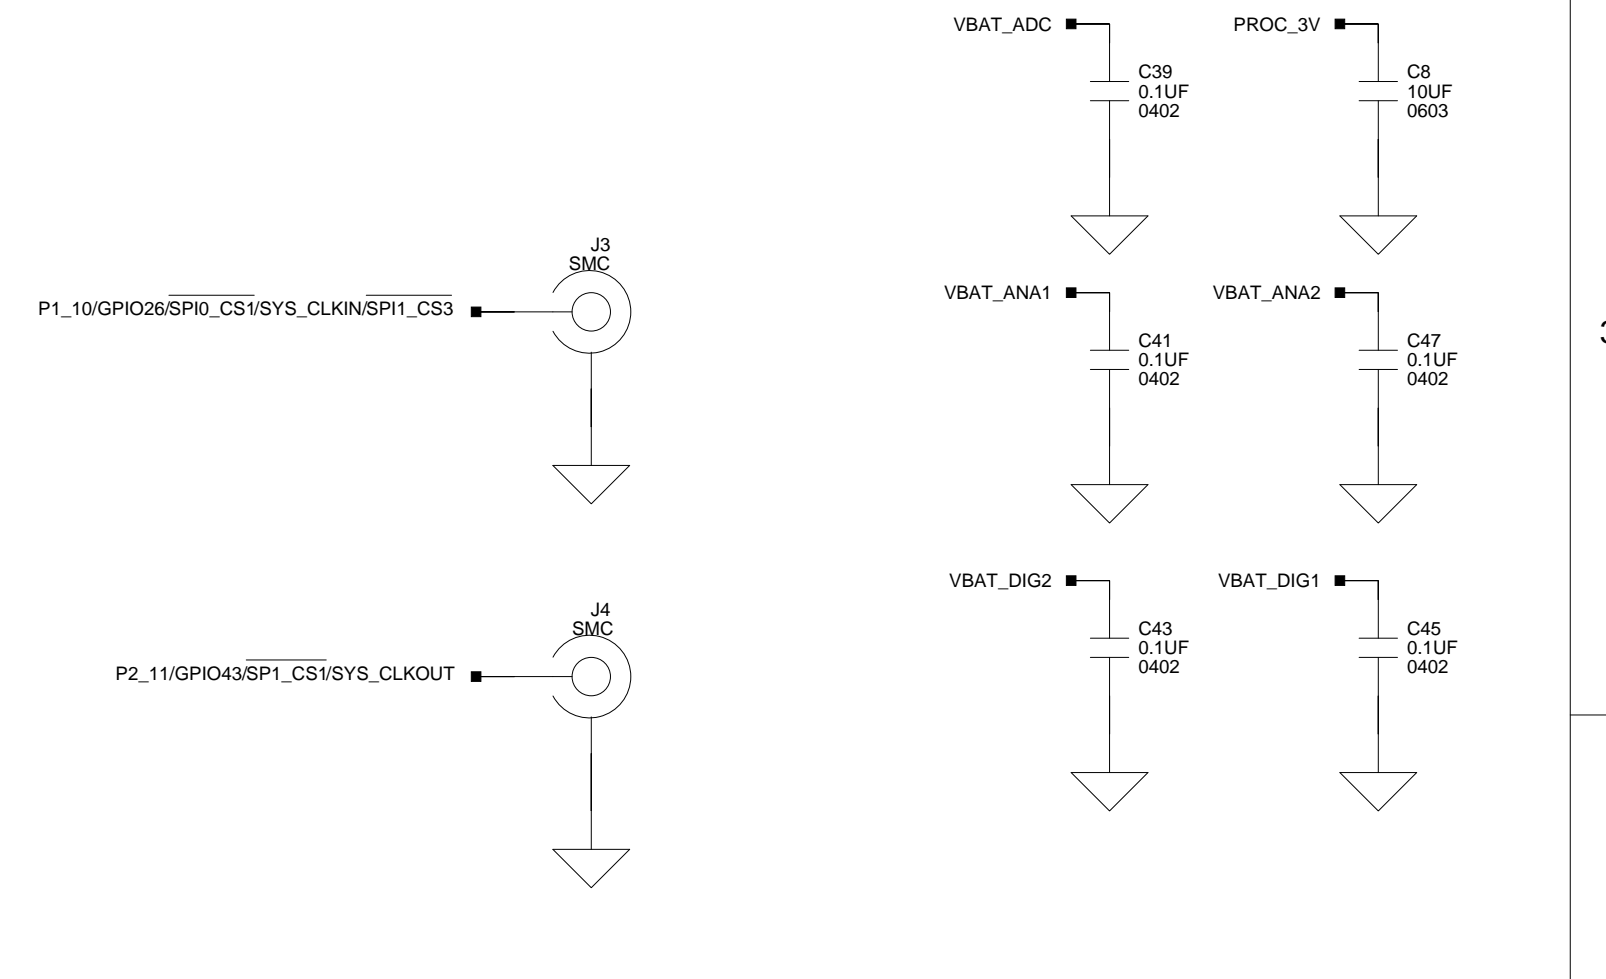 VBAT_ADC
C39
0.1UF
0402
PROC_3V
C8
10UF
0603
J3
SMC
P1_10/GPIO26/SPI0_CS1/SYS_CLKIN/SPI1_CS3
VBAT_ANA1
C41
0.1UF
0402
VBAT_ANA2
C47
0.1UF
0402
J4
SMC
P2_11/GPIO43/SP1_CS1/SYS_CLKOUT
VBAT_DIG2
C43
0.1UF
0402
VBAT_DIG1
C45
0.1UF
0402